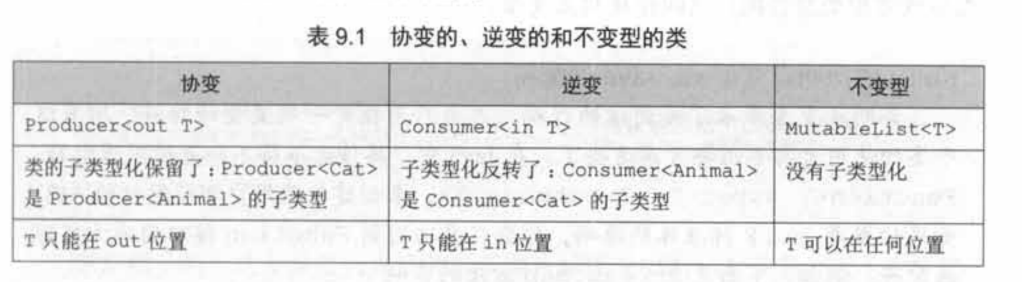 表 9.1 协变的、逆变的和不变型的类
协变 逆变 不变型
Producer<out T> Consumer<in T> MutableList<T>
类的子类型化保留了:Producer<Cat> 子类型化反转了:Consumer<Animal> 没有子类型化
是 Producer<Animal> 的子类型 是 Consumer<Cat> 的子类型
T 只能在 out 位置 T 只能在 in 位置 T 可以在任何位置